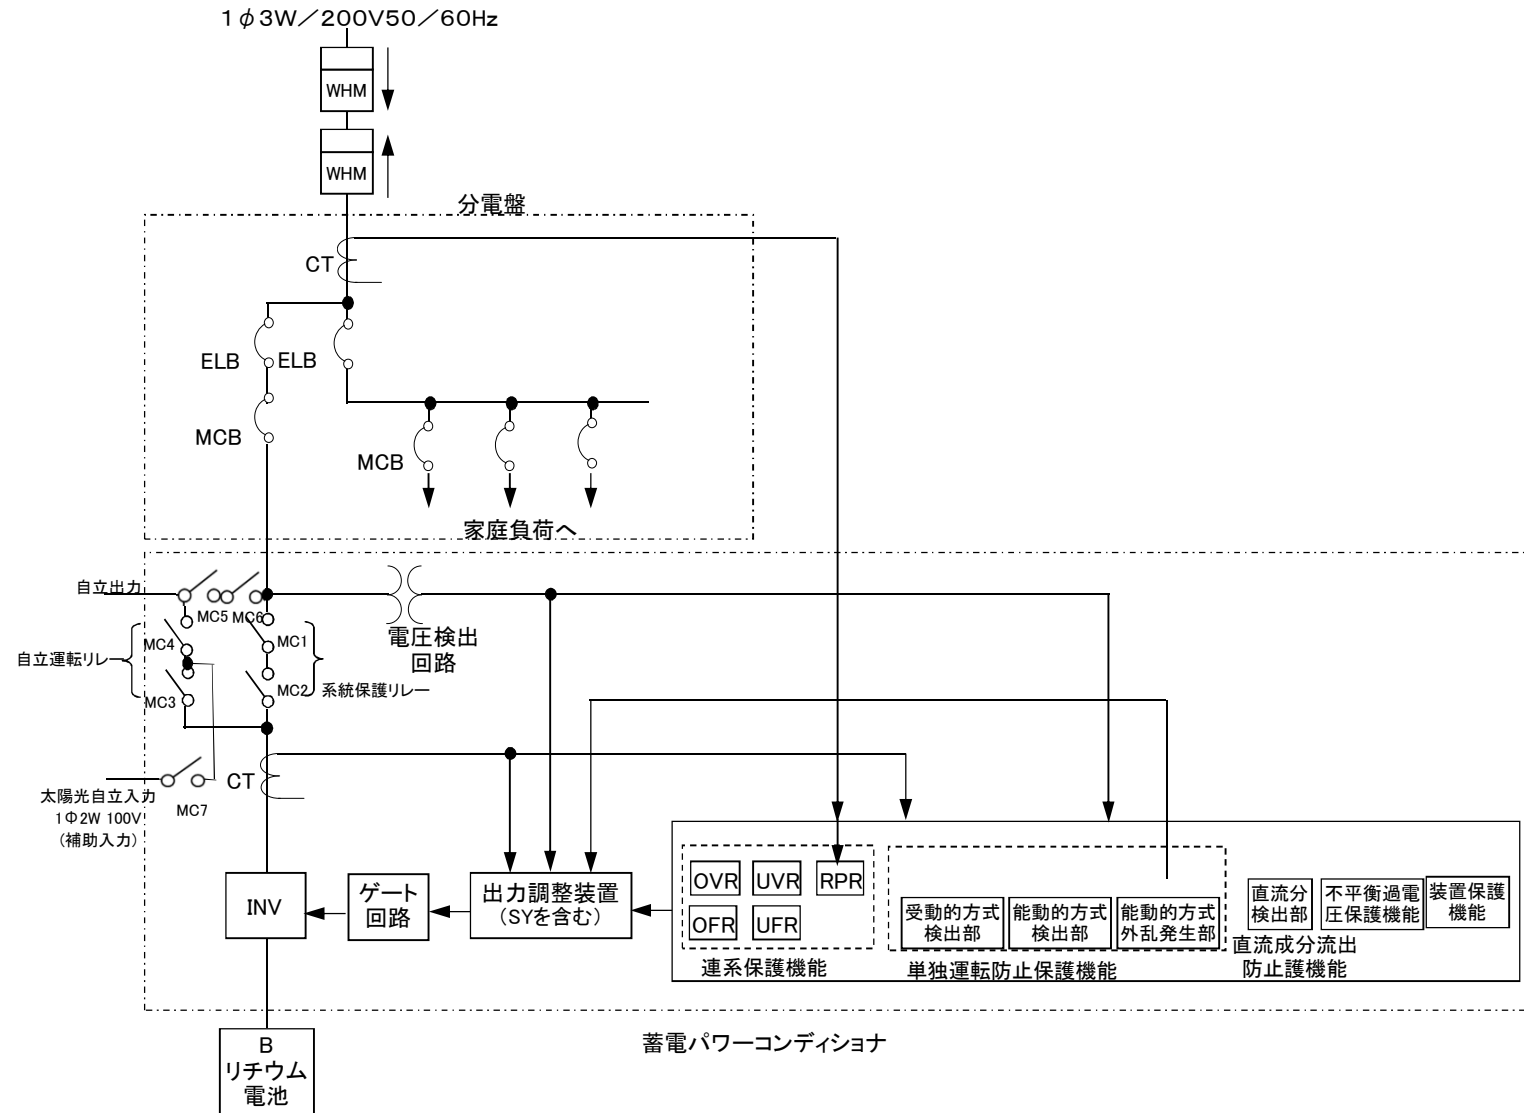 1φ3W／200V50／60Hz
WHM
WHM
分電盤
CT
ELB
ELB
MCB
MCB
家庭負荷へ
自立出力
MC5
MC6
MC4
MC1
電圧検出
回路
自立運転リレー
MC3
MC2
系統保護リレー
CT
太陽光自立入力
1Φ2W 100V
(補助入力)
MC7
INV
ゲート
回路
出力調整装置
（SYを含む）
OVR
UVR
RPR
OFR
UFR
連系保護機能
受動的方式
検出部
能動的方式
検出部
能動的方式
外乱発生部
単独運転防止保護機能
直流分
検出部
不平衡過電
圧保護機能
装置保護
機能
直流成分流出
防止護機能
B
リチウム
電池
蓄電パワーコンディショナ